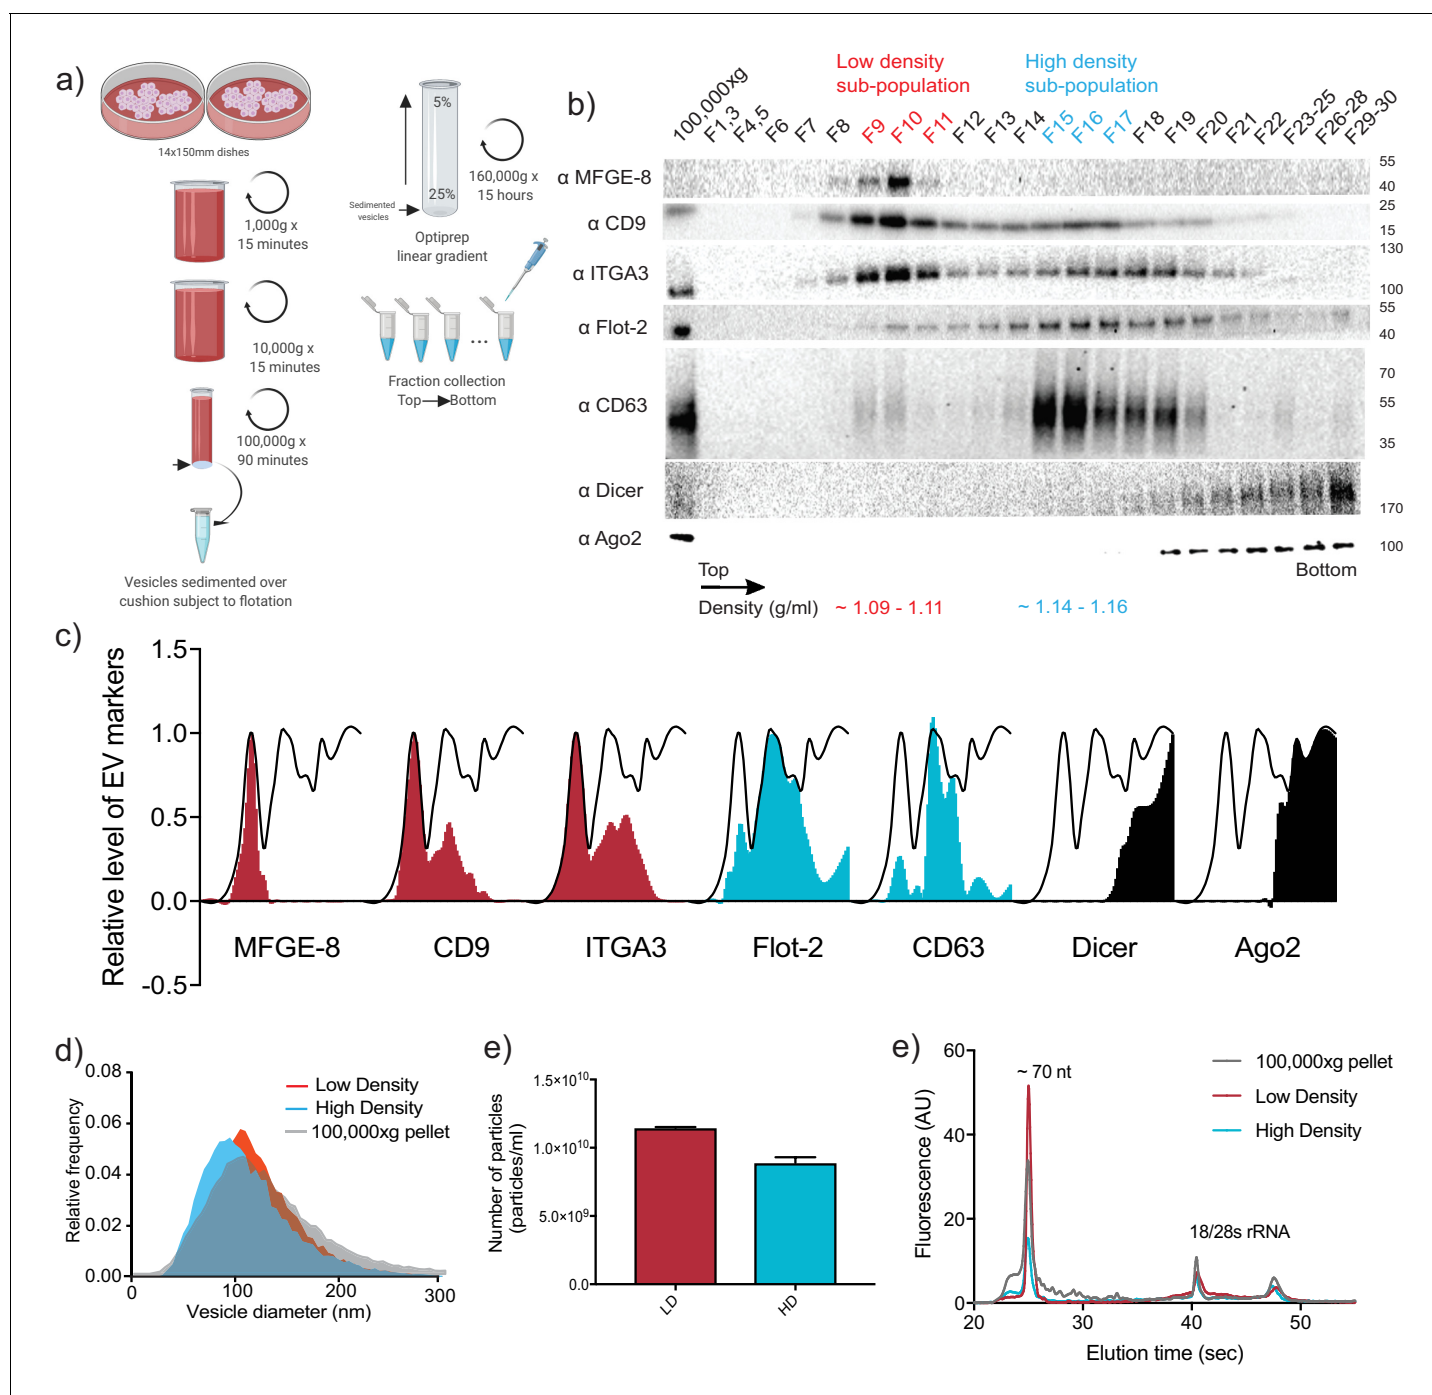 a)
14x150mm dishes
1,000g x
15 minutes
10,000g x
15 minutes
100,000g x
90 minutes
Vesicles sedimented over
cushion subject to flotation
5%
25%
Sedimented
vesicles
160,000g x
15 hours
Optiprep
linear gradient
...
Fraction collection
Top
Bottom
b)
Low density
sub-population
High density
sub-population
100,000xg
F1,3
F4,5
F6
F7
F8
F9
F10
F11
F12
F13
F14
F15
F16
F17
F18
F19
F20
F21
F22
F23-25
F26-28
F29-30
α MFGE-8
55
40
α CD9
25
15
α ITGA3
130
100
α Flot-2
55
40
α CD63
70
55
35
α Dicer
170
α Ago2
100
Top
Bottom
Density (g/ml)
~ 1.09 - 1.11
~ 1.14 - 1.16
c)
Relative level of EV markers
1.5
1.0
0.5
0.0
-0.5
MFGE-8
CD9
ITGA3
Flot-2
CD63
Dicer
Ago2
d)
Relative frequency
0.08
0.06
0.04
0.02
0.00
0
100
200
300
Vesicle diameter (nm)
Low Density
High Density
100,000xg pellet
e)
Number of particles
(particles/ml)
1.5×10¹⁰
1.0×10¹⁰
5.0×10⁹
0.0
LD
HD
e)
Fluorescence (AU)
60
40
20
0
20
30
40
50
Elution time (sec)
~ 70 nt
18/28s rRNA
100,000xg pellet
Low Density
High Density